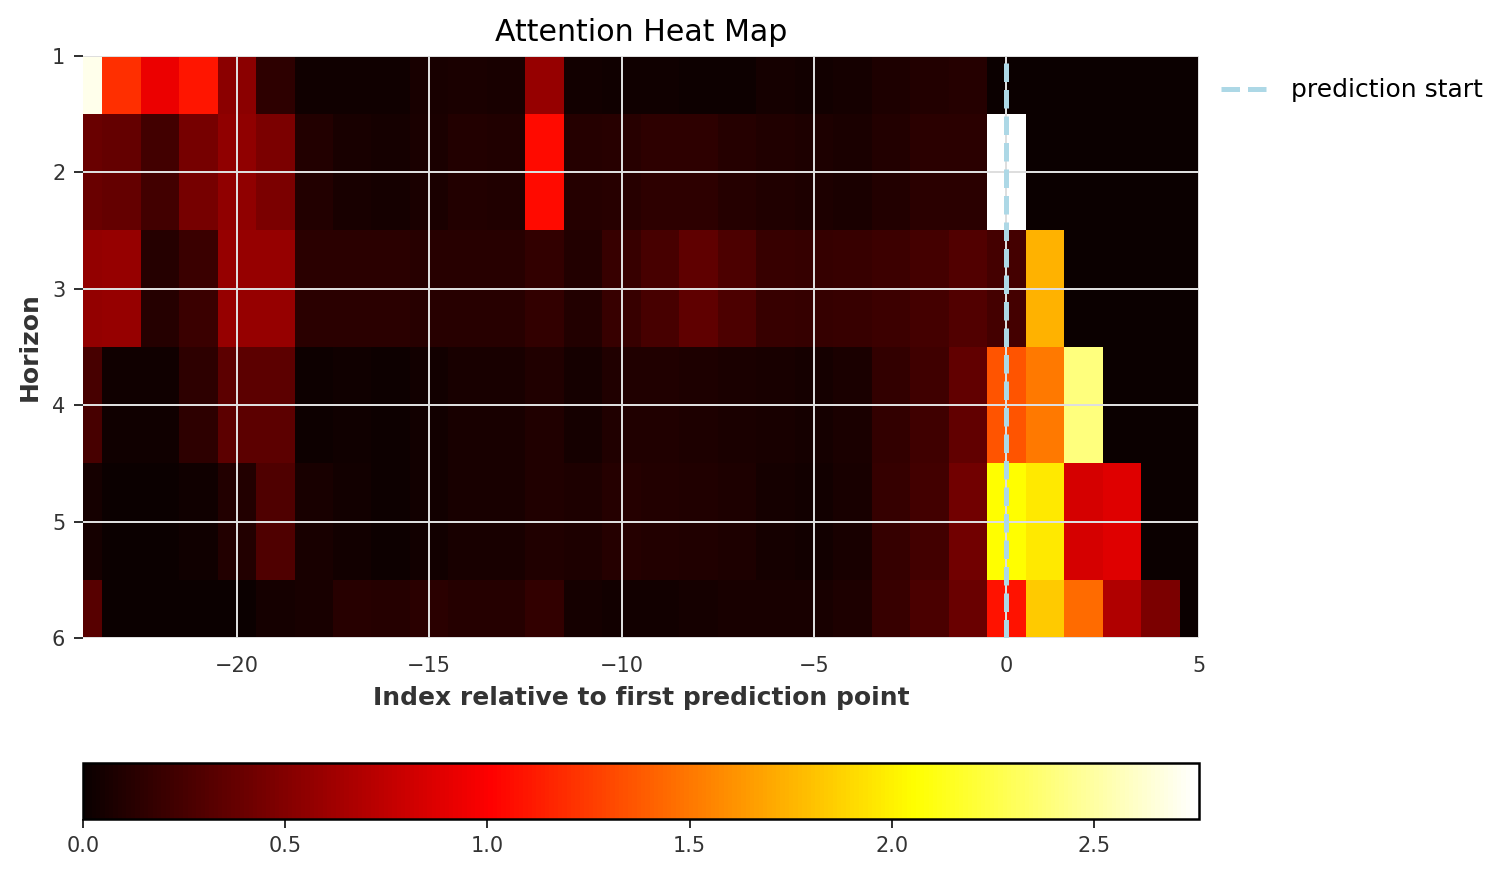 Attention Heat Map
prediction start
Horizon
1
2
3
4
5
6
−20 −15 −10 −5 0 5
Index relative to first prediction point
0.0 0.5 1.0 1.5 2.0 2.5